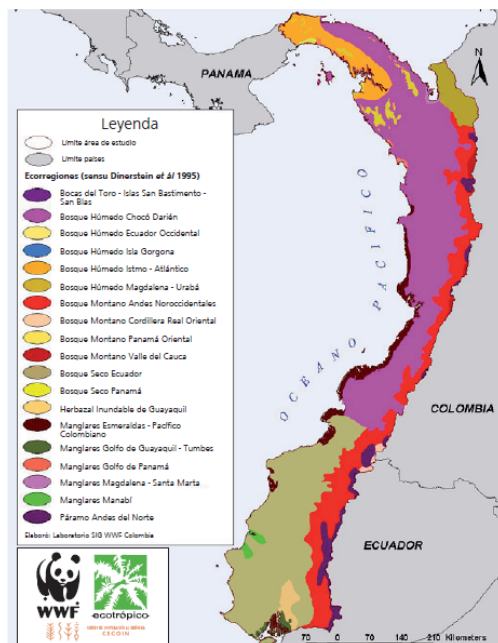 PANAMA
N
Leyenda
Límite área de estudio
Límite países
Ecorregiones (sensu Dinerstein et ál 1995)
Bocas del Toro - Islas San Bastimento -
San Blas
Bosque Húmedo Chocó Darién
Bosque Húmedo Ecuador Occidental
Bosque Húmedo Isla Gorgona
Bosque Húmedo Istmo - Atlántico
Bosque Húmedo Magdalena - Urabá
Bosque Montano Andes Noroccidentales
Bosque Montano Cordillera Real Oriental
Bosque Montano Panamá Oriental
Bosque Montano Valle del Cauca
Bosque Seco Ecuador
Bosque Seco Panamá
Herbazal Inundable de Guayaquil
Manglares Esmeraldas - Pacífico
Colombiano
Manglares Golfo de Guayaquil - Tumbes
Manglares Golfo de Panamá
Manglares Magdalena - Santa Marta
Manglares Manabí
Páramo Andes del Norte
Elaboró: Laboratorio SIG WWF Colombia
OCEANO PACIFICO
COLOMBIA
ECUADOR
WWF
ecotrópico
CECOIN
70 0 70 140 210 Kilometers